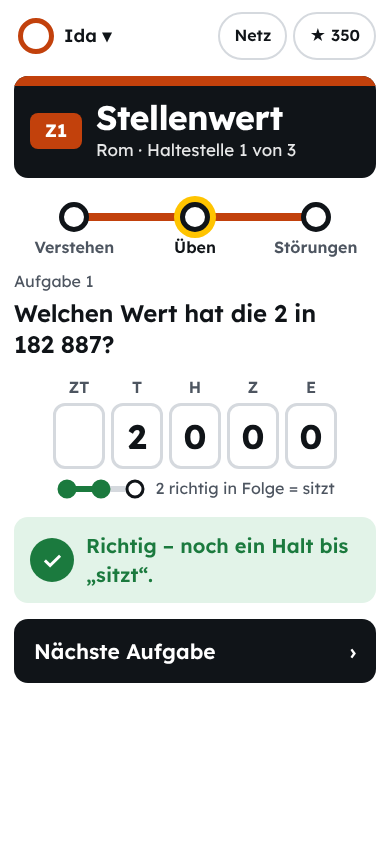 Ida ▾
Netz
★ 350
Z1
Stellenwert
Rom · Haltestelle 1 von 3
Verstehen
Üben
Störungen
Aufgabe 1
Welchen Wert hat die 2 in
182 887?
ZT T H Z E
2 0 0 0
2 richtig in Folge = sitzt
Richtig – noch ein Halt bis
„sitzt“.
Nächste Aufgabe ›